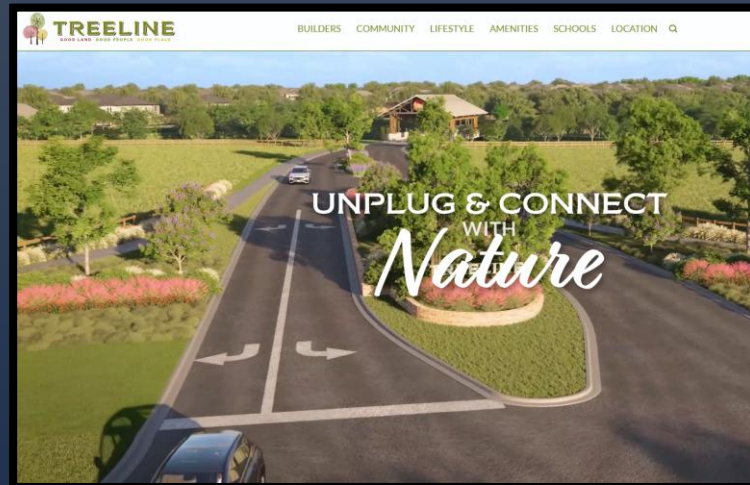 TREELINE
GOOD LAND GOOD PEOPLE GOOD PLACE
BUILDERS COMMUNITY LIFESTYLE AMENITIES SCHOOLS LOCATION
UNPLUG & CONNECT
WITH
Nature